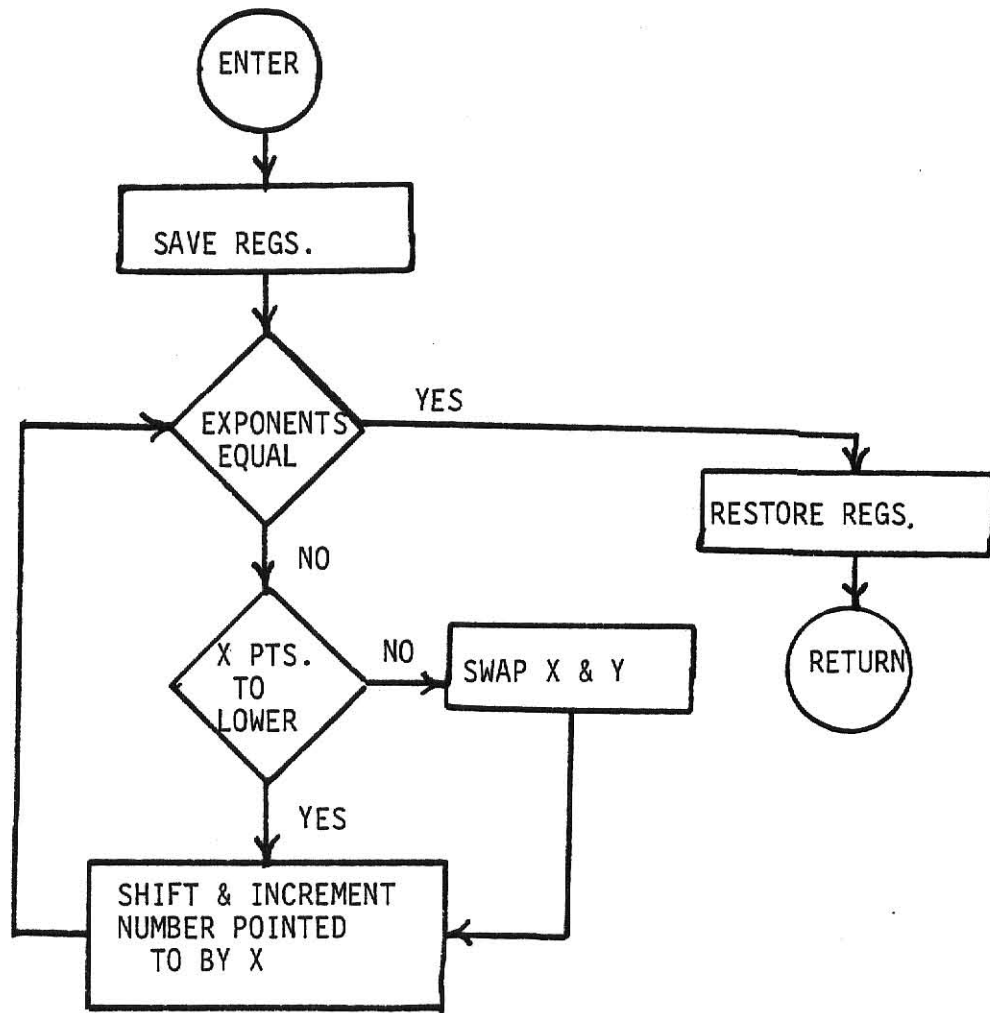 ENTER
SAVE REGS.
EXPONENTS
EQUAL
YES
RESTORE REGS.
RETURN
NO
X PTS.
TO
LOWER
NO
SWAP X & Y
YES
SHIFT & INCREMENT
NUMBER POINTED
TO BY X